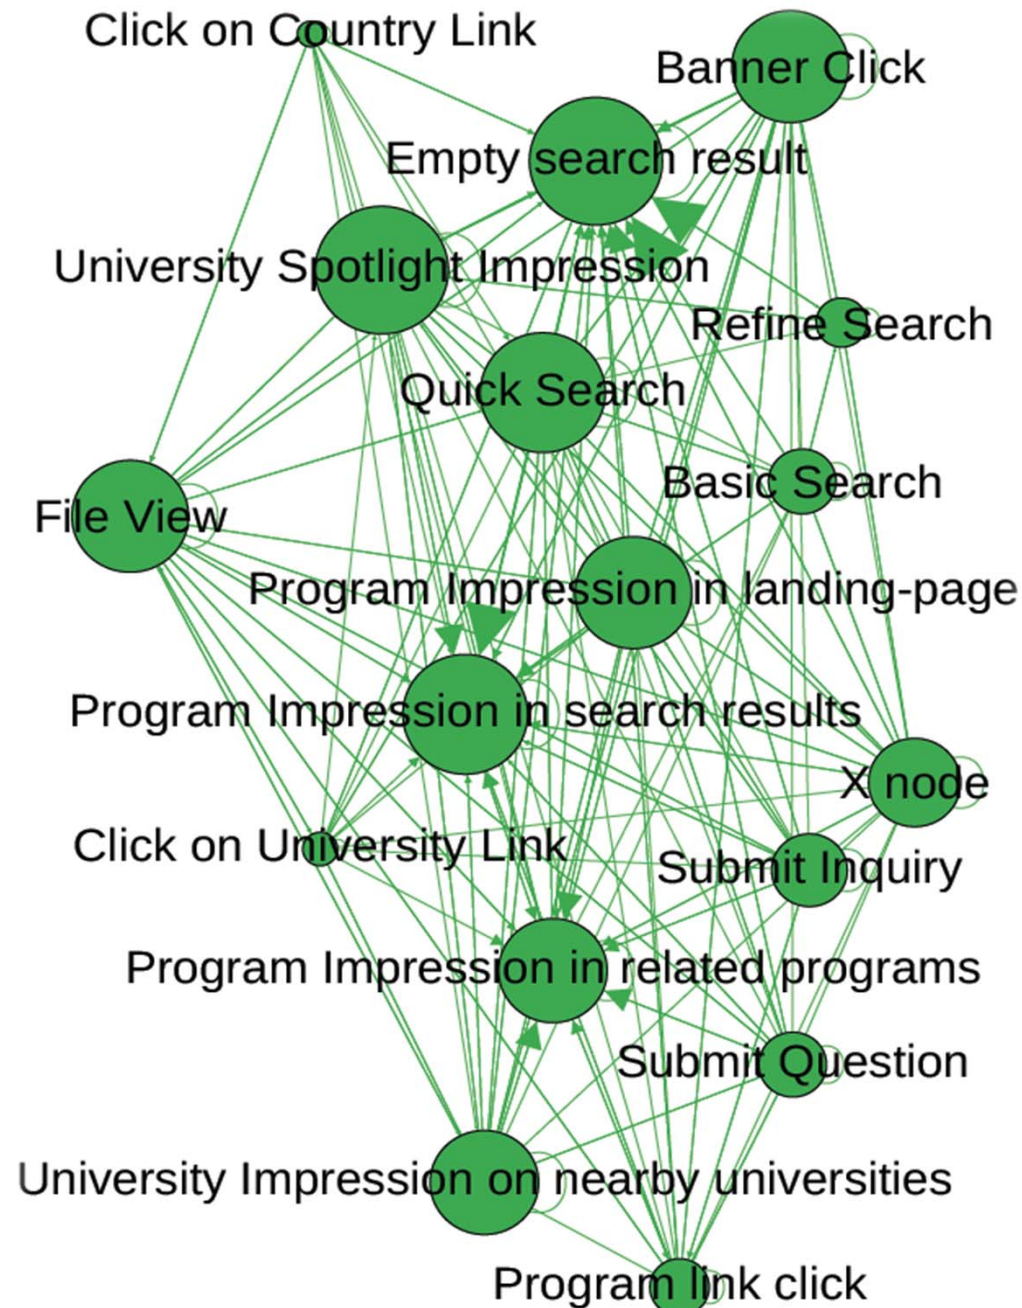 Click on Country Link
Banner Click
Empty search result
University Spotlight Impression
Refine Search
Quick Search
Basic Search
File View
Program Impression in landing-page
Program Impression in search results
X node
Click on University Link
Submit Inquiry
Program Impression in related programs
Submit Question
University Impression on nearby universities
Program link click